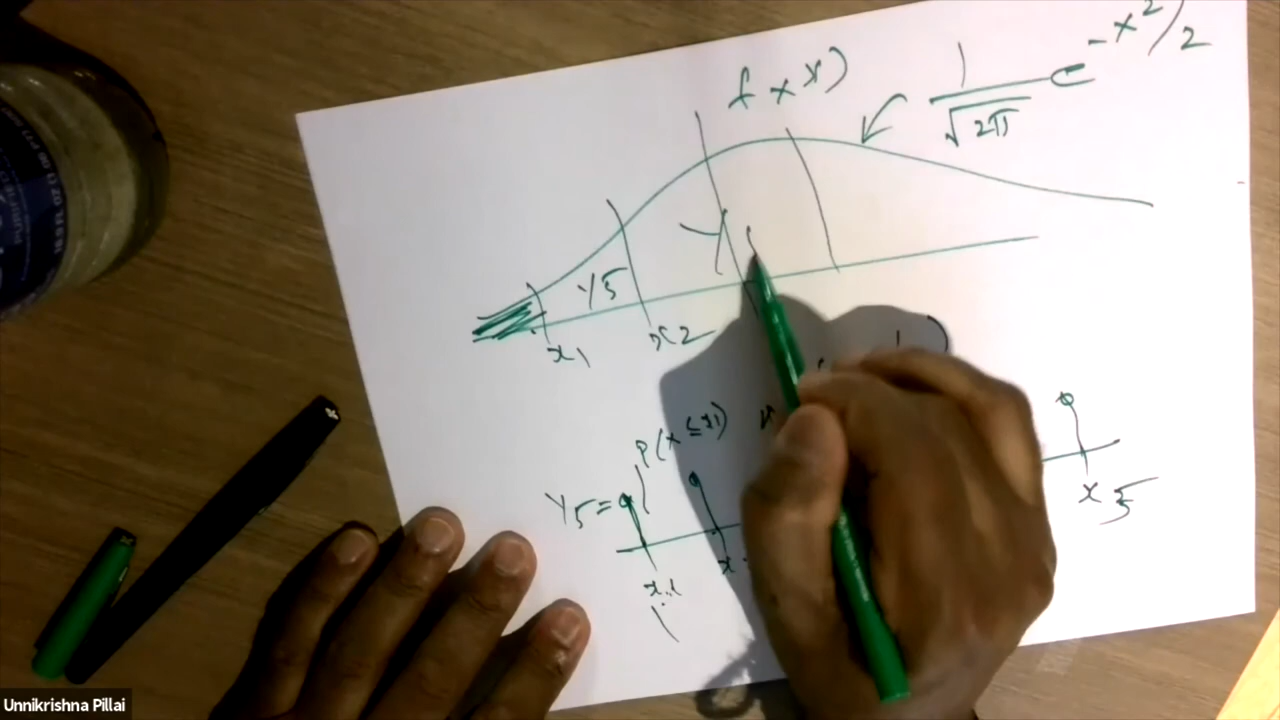 f x x)
1
√2π e -x²/2
Y5
x1
x2
P(x≤x1)
Y5=
x
x1
x5
Unnikrishna Pillai